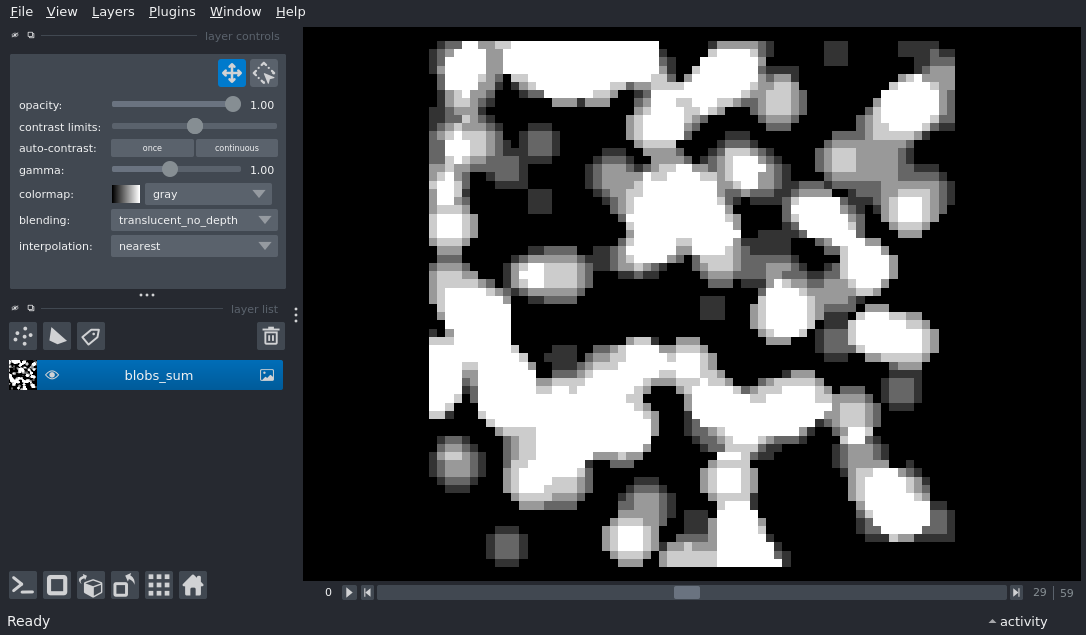 File View Layers Plugins Window Help
layer controls
opacity: 1.00
contrast limits:
auto-contrast: once continuous
gamma: 1.00
colormap: gray
blending: translucent_no_depth
interpolation: nearest
layer list
blobs_sum
0 29 59
Ready activity